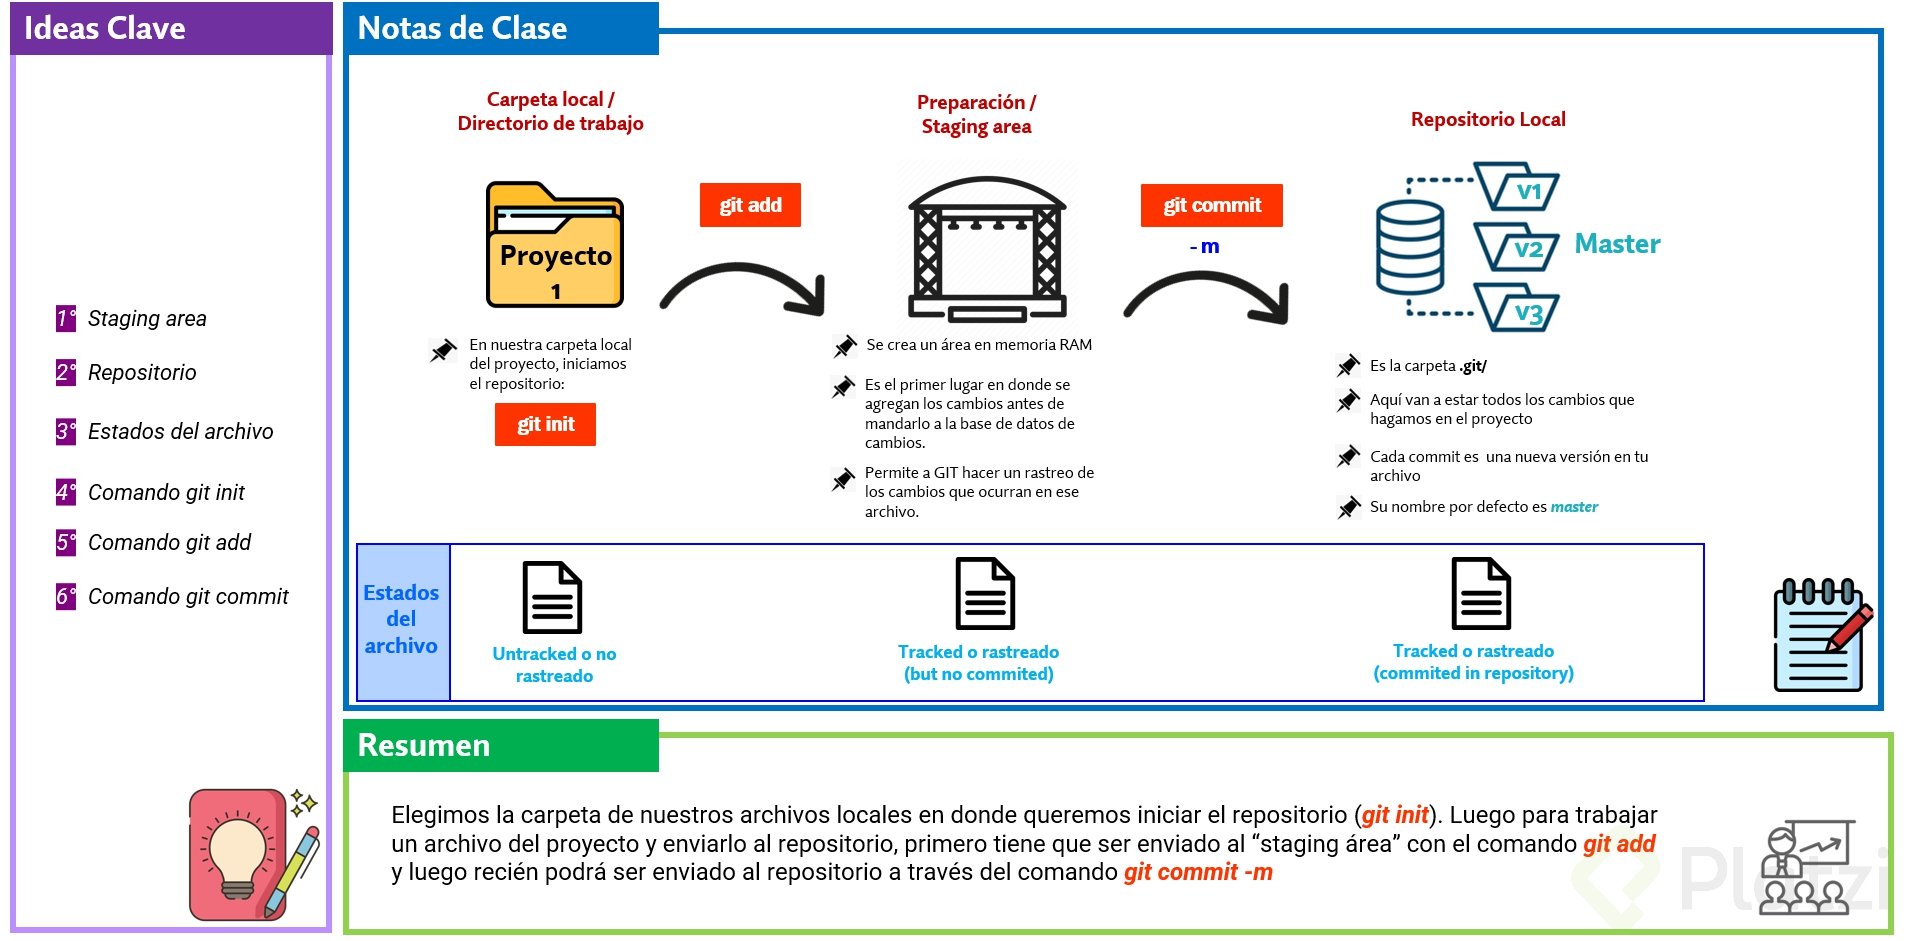 Ideas Clave
1° Staging area
2° Repositorio
3° Estados del archivo
4° Comando git init
5° Comando git add
6° Comando git commit
Notas de Clase
Carpeta local /
Directorio de trabajo
Proyecto
1
En nuestra carpeta local
del proyecto, iniciamos
el repositorio:
git init
git add
Preparación /
Staging area
Se crea un área en memoria RAM
Es el primer lugar en donde se
agregan los cambios antes de
mandarlo a la base de datos de
cambios.
Permite a GIT hacer un rastreo de
los cambios que ocurran en ese
archivo.
git commit
- m
Repositorio Local
v1
v2
v3
Master
Es la carpeta .git/
Aquí van a estar todos los cambios que
hagamos en el proyecto
Cada commit es una nueva versión en tu
archivo
Su nombre por defecto es master
Estados
del
archivo
Untracked o no
rastreado
Tracked o rastreado
(but no commited)
Tracked o rastreado
(commited in repository)
Resumen
Elegimos la carpeta de nuestros archivos locales en donde queremos iniciar el repositorio (git init). Luego para trabajar
un archivo del proyecto y enviarlo al repositorio, primero tiene que ser enviado al “staging área” con el comando git add
y luego recién podrá ser enviado al repositorio a través del comando git commit -m
Platzi